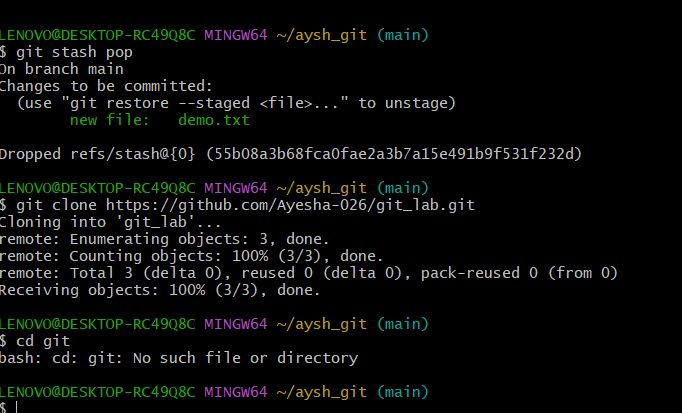 LENOVO@DESKTOP-RC49Q8C MINGW64 ~/aysh_git (main)
$ git stash pop
On branch main
Changes to be committed:
  (use "git restore --staged <file>..." to unstage)
        new file:   demo.txt

Dropped refs/stash@{0} (55b08a3b68fca0fae2a3b7a15e491b9f531f232d)

LENOVO@DESKTOP-RC49Q8C MINGW64 ~/aysh_git (main)
$ git clone https://github.com/Ayesha-026/git_lab.git
Cloning into 'git_lab'...
remote: Enumerating objects: 3, done.
remote: Counting objects: 100% (3/3), done.
remote: Total 3 (delta 0), reused 0 (delta 0), pack-reused 0 (from 0)
Receiving objects: 100% (3/3), done.

LENOVO@DESKTOP-RC49Q8C MINGW64 ~/aysh_git (main)
$ cd git
bash: cd: git: No such file or directory

LENOVO@DESKTOP-RC49Q8C MINGW64 ~/aysh_git (main)
$